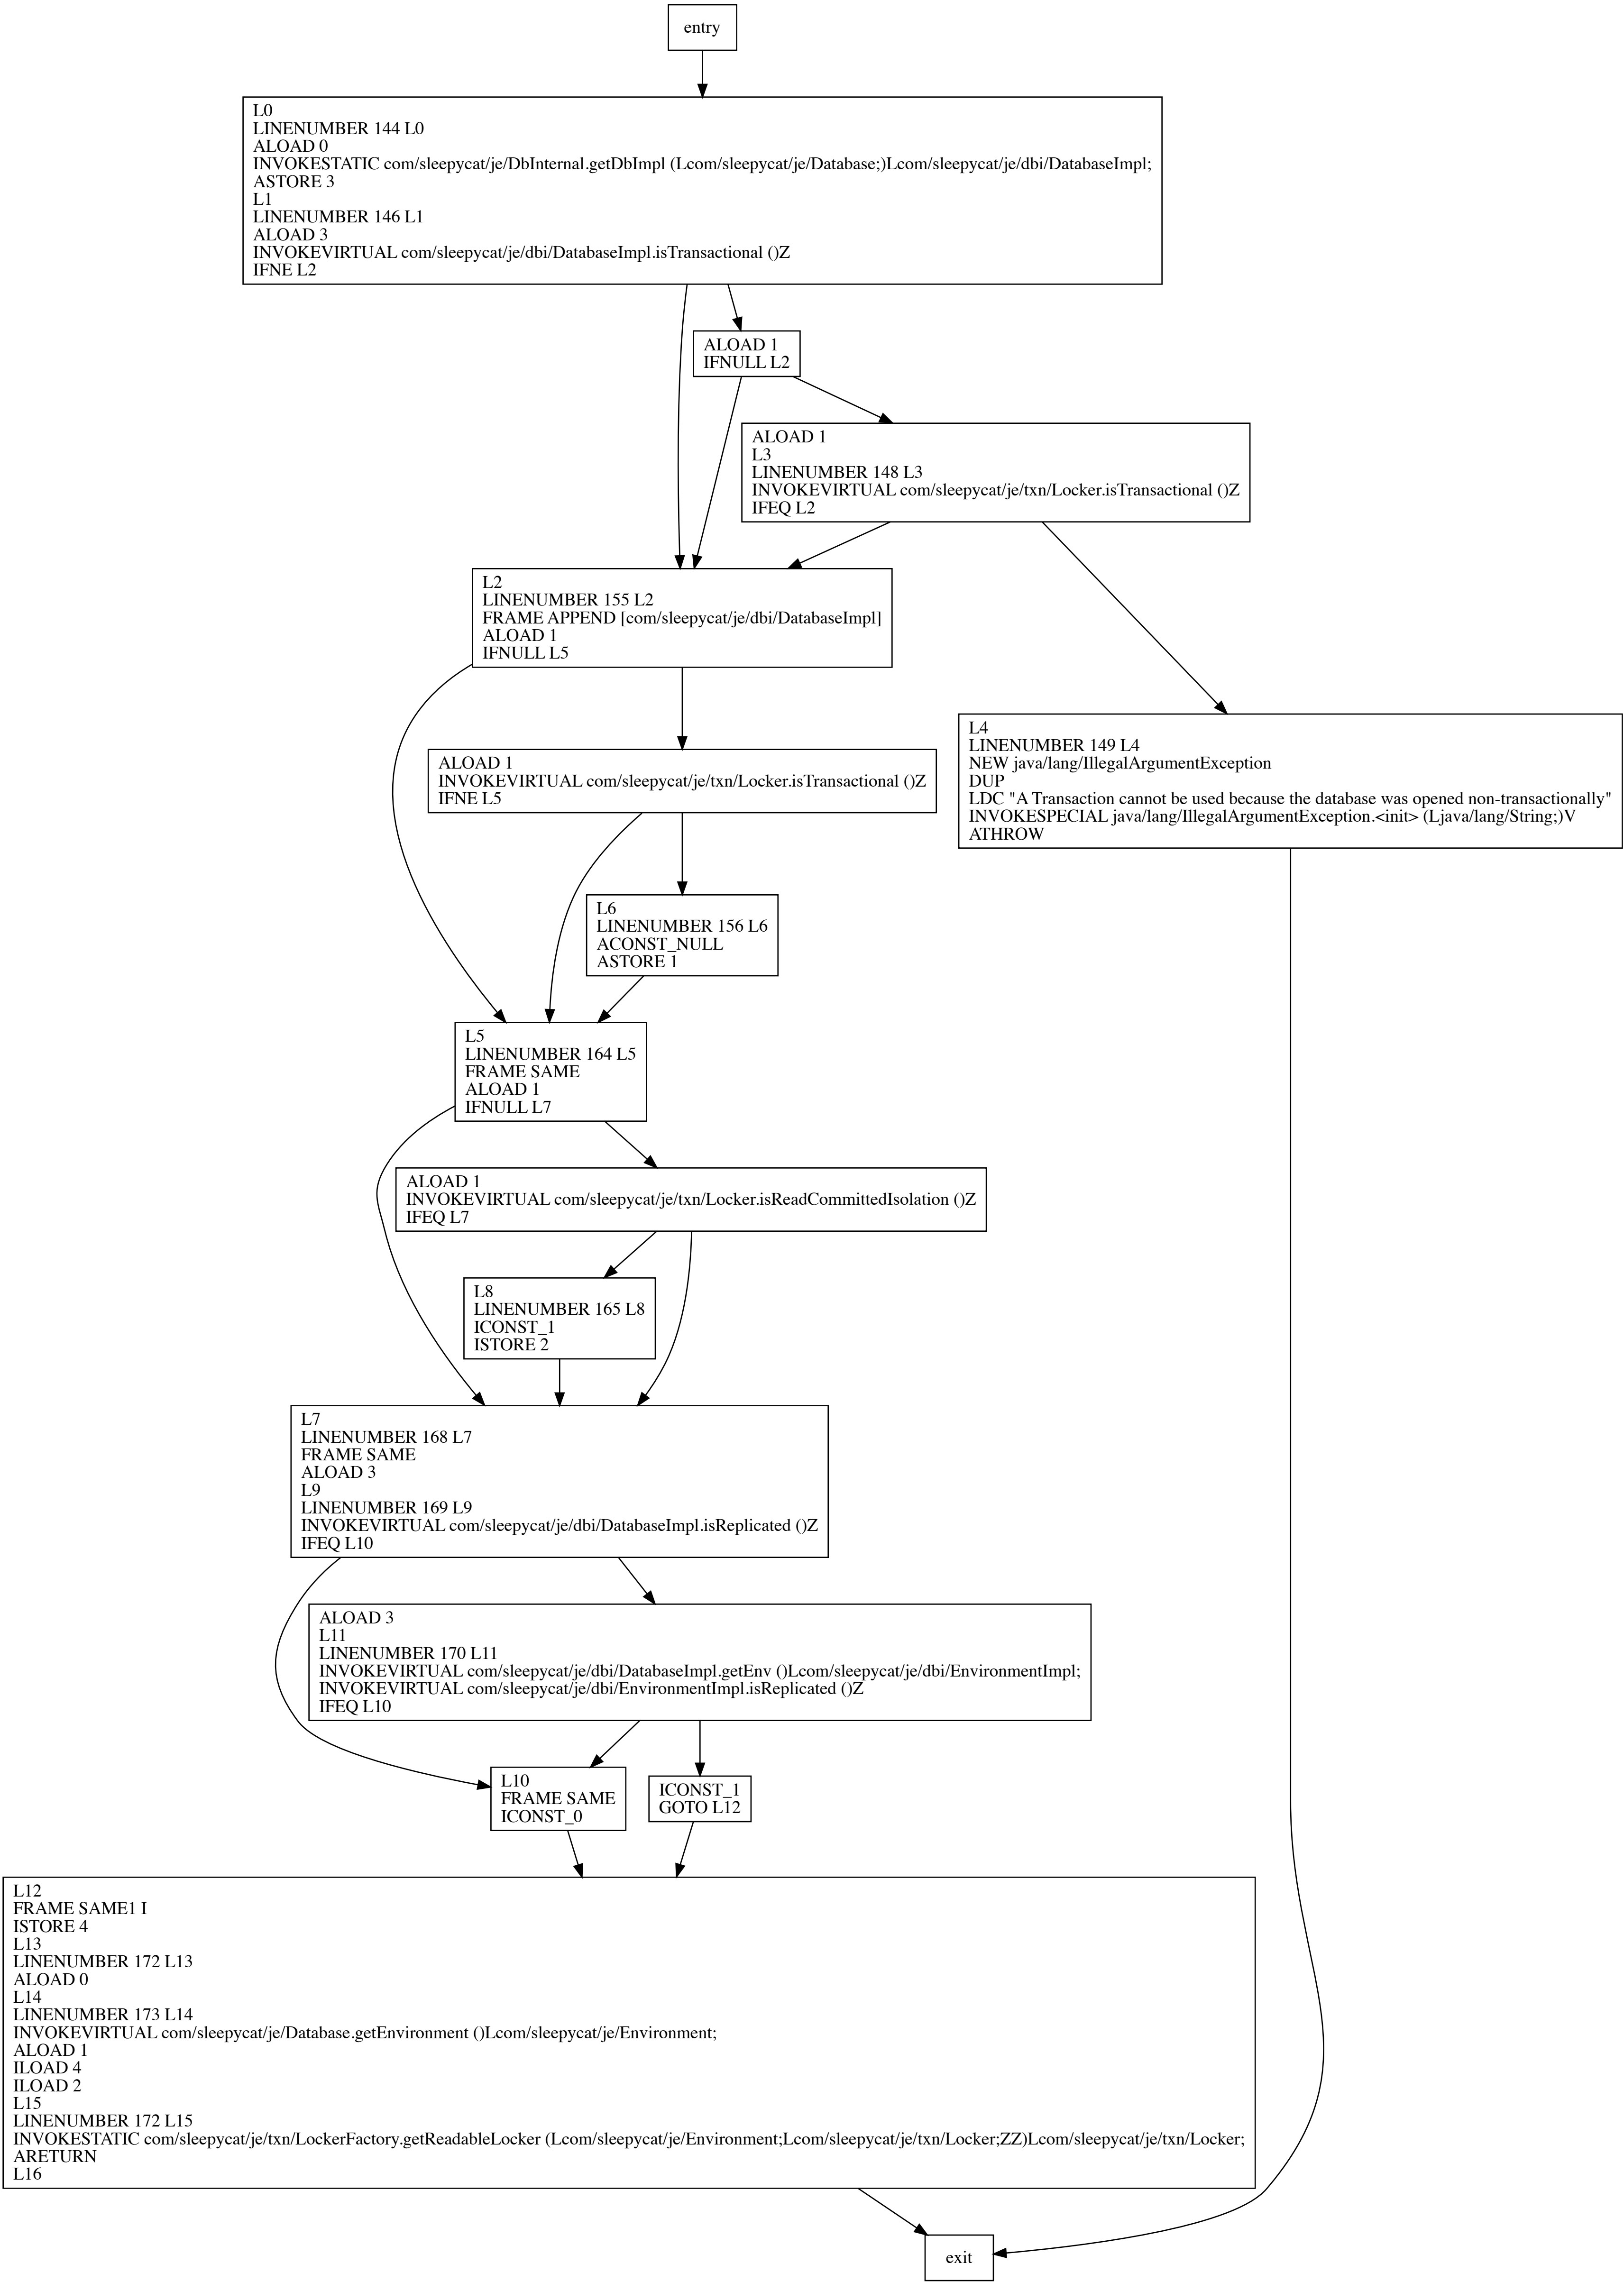 entry
L0
LINENUMBER 144 L0
ALOAD 0
INVOKESTATIC com/sleepycat/je/DbInternal.getDbImpl (Lcom/sleepycat/je/Database;)Lcom/sleepycat/je/dbi/DatabaseImpl;
ASTORE 3
L1
LINENUMBER 146 L1
ALOAD 3
INVOKEVIRTUAL com/sleepycat/je/dbi/DatabaseImpl.isTransactional ()Z
IFNE L2
ALOAD 1
IFNULL L2
ALOAD 1
L3
LINENUMBER 148 L3
INVOKEVIRTUAL com/sleepycat/je/txn/Locker.isTransactional ()Z
IFEQ L2
L2
LINENUMBER 155 L2
FRAME APPEND [com/sleepycat/je/dbi/DatabaseImpl]
ALOAD 1
IFNULL L5
L4
LINENUMBER 149 L4
NEW java/lang/IllegalArgumentException
DUP
LDC "A Transaction cannot be used because the database was opened non-transactionally"
INVOKESPECIAL java/lang/IllegalArgumentException.<init> (Ljava/lang/String;)V
ATHROW
ALOAD 1
INVOKEVIRTUAL com/sleepycat/je/txn/Locker.isTransactional ()Z
IFNE L5
L6
LINENUMBER 156 L6
ACONST_NULL
ASTORE 1
L5
LINENUMBER 164 L5
FRAME SAME
ALOAD 1
IFNULL L7
ALOAD 1
INVOKEVIRTUAL com/sleepycat/je/txn/Locker.isReadCommittedIsolation ()Z
IFEQ L7
L8
LINENUMBER 165 L8
ICONST_1
ISTORE 2
L7
LINENUMBER 168 L7
FRAME SAME
ALOAD 3
L9
LINENUMBER 169 L9
INVOKEVIRTUAL com/sleepycat/je/dbi/DatabaseImpl.isReplicated ()Z
IFEQ L10
ALOAD 3
L11
LINENUMBER 170 L11
INVOKEVIRTUAL com/sleepycat/je/dbi/DatabaseImpl.getEnv ()Lcom/sleepycat/je/dbi/EnvironmentImpl;
INVOKEVIRTUAL com/sleepycat/je/dbi/EnvironmentImpl.isReplicated ()Z
IFEQ L10
L10
FRAME SAME
ICONST_0
ICONST_1
GOTO L12
L12
FRAME SAME1 I
ISTORE 4
L13
LINENUMBER 172 L13
ALOAD 0
L14
LINENUMBER 173 L14
INVOKEVIRTUAL com/sleepycat/je/Database.getEnvironment ()Lcom/sleepycat/je/Environment;
ALOAD 1
ILOAD 4
ILOAD 2
L15
LINENUMBER 172 L15
INVOKESTATIC com/sleepycat/je/txn/LockerFactory.getReadableLocker (Lcom/sleepycat/je/Environment;Lcom/sleepycat/je/txn/Locker;ZZ)Lcom/sleepycat/je/txn/Locker;
ARETURN
L16
exit